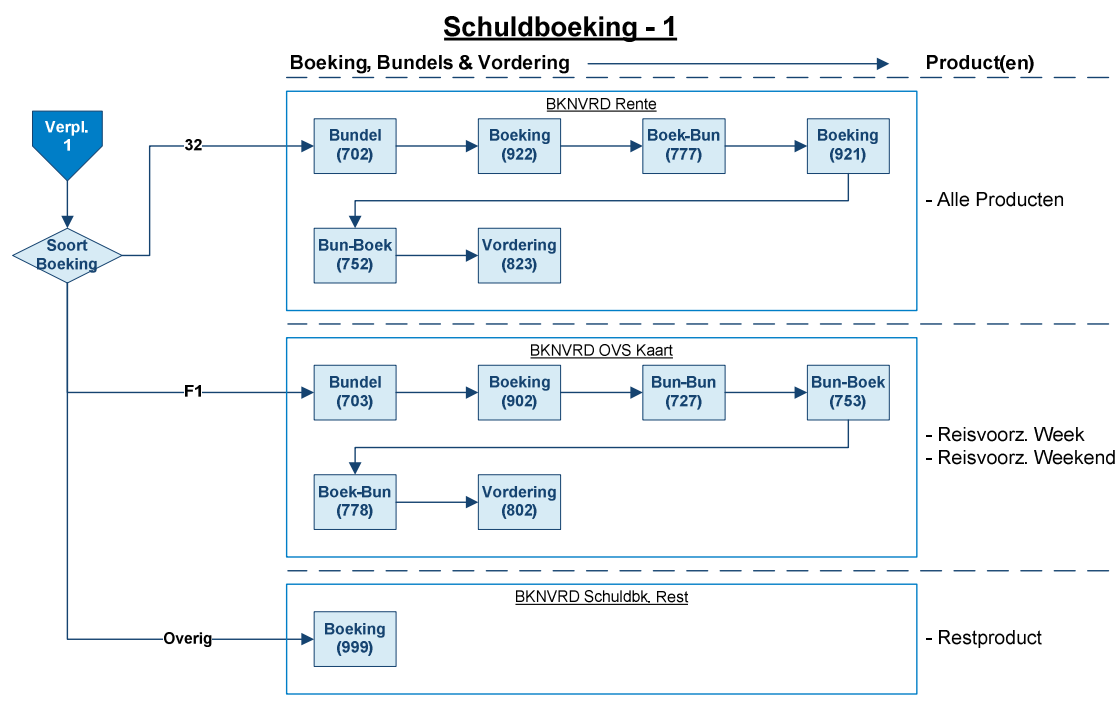 Schuldboeking - 1
Boeking, Bundels & Vordering
Product(en)
Verpl.
1
Soort
Boeking
32
BKNVRD Rente
Bundel
(702)
Boeking
(922)
Boek-Bun
(777)
Boeking
(921)
Bun-Boek
(752)
Vordering
(823)
- Alle Producten
F1
BKNVRD OVS Kaart
Bundel
(703)
Boeking
(902)
Bun-Bun
(727)
Bun-Boek
(753)
Boek-Bun
(778)
Vordering
(802)
- Reisvoorz. Week
- Reisvoorz. Weekend
Overig
BKNVRD Schuldbk. Rest
Boeking
(999)
- Restproduct